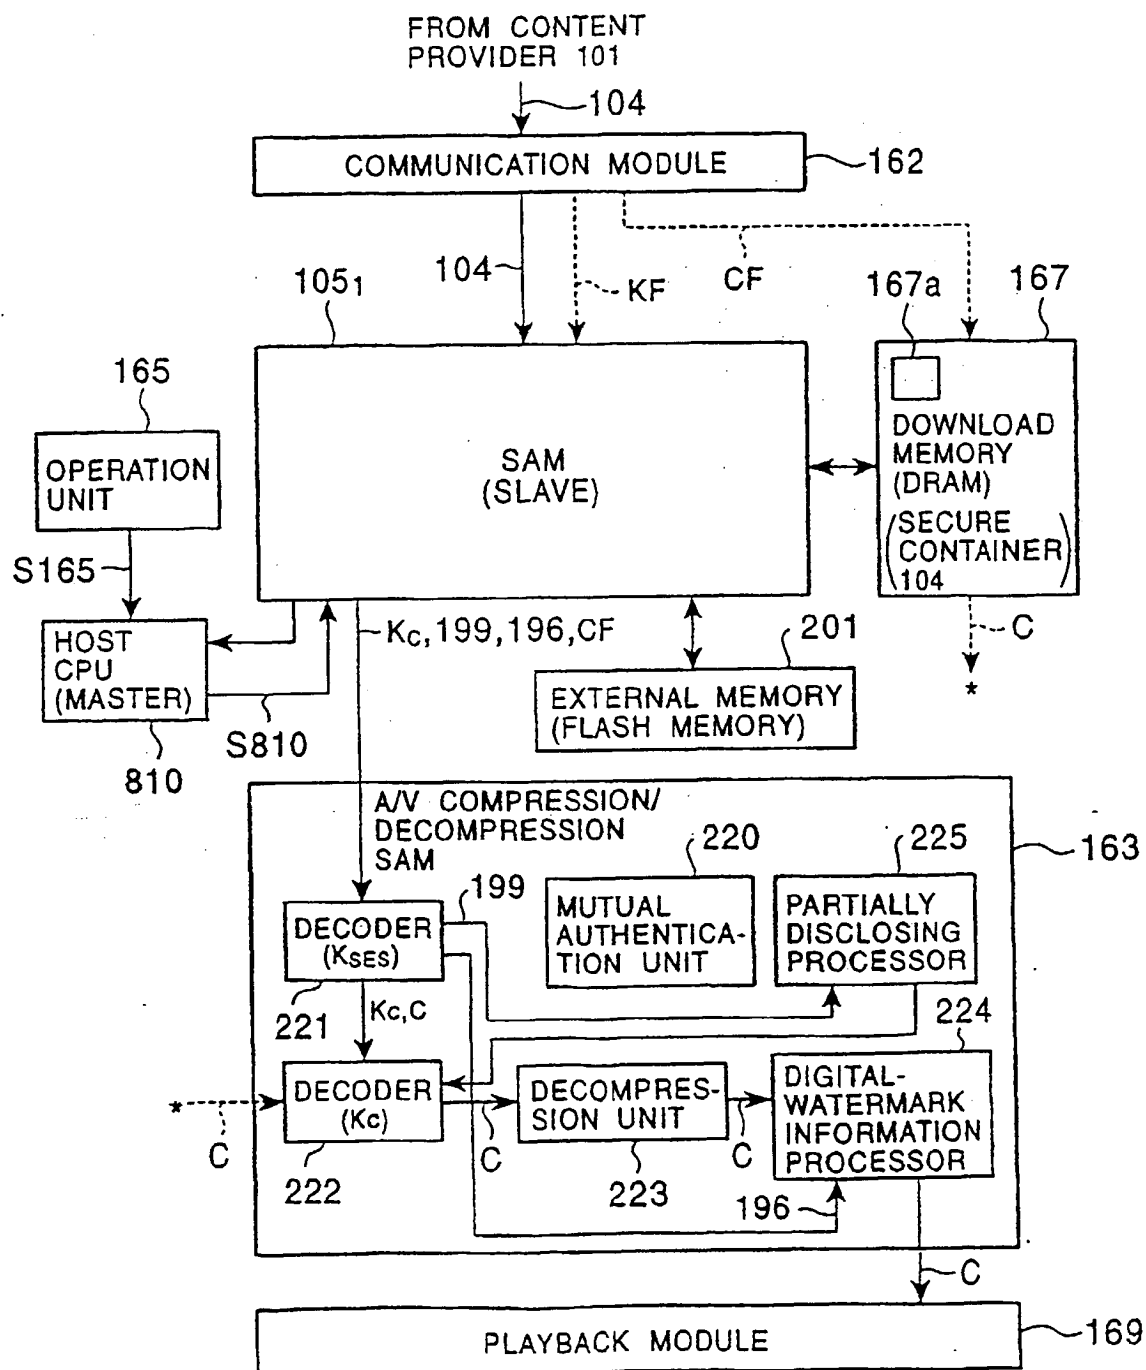 FROM CONTENT
PROVIDER 101
104
COMMUNICATION MODULE
162
104
KF
CF
105₁
167a
167
165
OPERATION
UNIT
SAM
(SLAVE)
DOWNLOAD
MEMORY
(DRAM)
(SECURE
CONTAINER)
104
S165
HOST
CPU
(MASTER)
Kc, 199, 196, CF
201
C
*
EXTERNAL MEMORY
(FLASH MEMORY)
S810
810
A/V COMPRESSION/
DECOMPRESSION
SAM
163
199
220
225
DECODER
(KSES)
MUTUAL
AUTHENTICA-
TION UNIT
PARTIALLY
DISCLOSING
PROCESSOR
221
Kc, C
224
*
C
DECODER
(Kc)
C
DECOMPRES-
SION UNIT
C
DIGITAL-
WATERMARK
INFORMATION
PROCESSOR
222
223
196
C
PLAYBACK MODULE
169